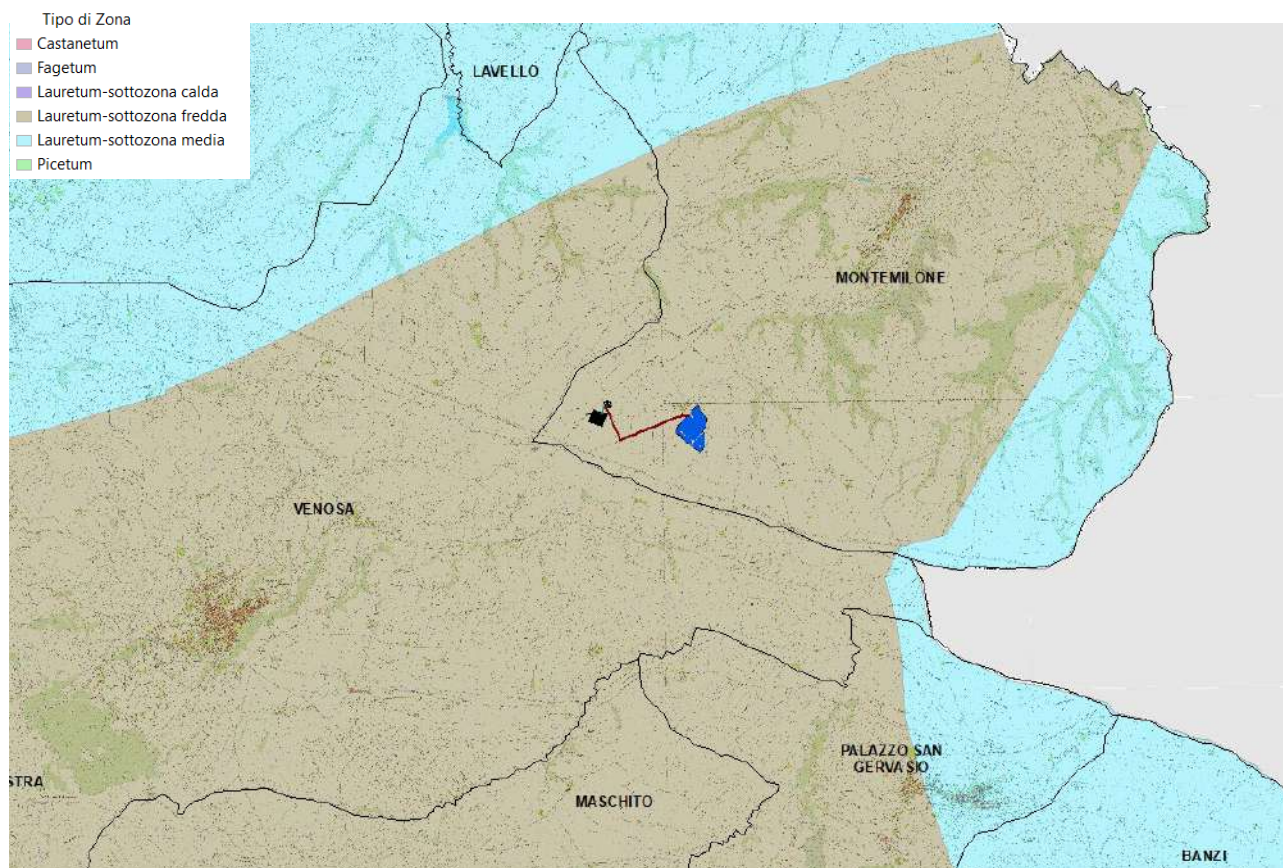 Tipo di Zona
Castanetum
Fagetum
Lauretum-sottozona calda
Lauretum-sottozona fredda
Lauretum-sottozona media
Picetum
LAVELLO
MONTEMILONE
VENOSA
PALAZZO SAN
GERVASIO
STRA
MASCHITO
BANZI